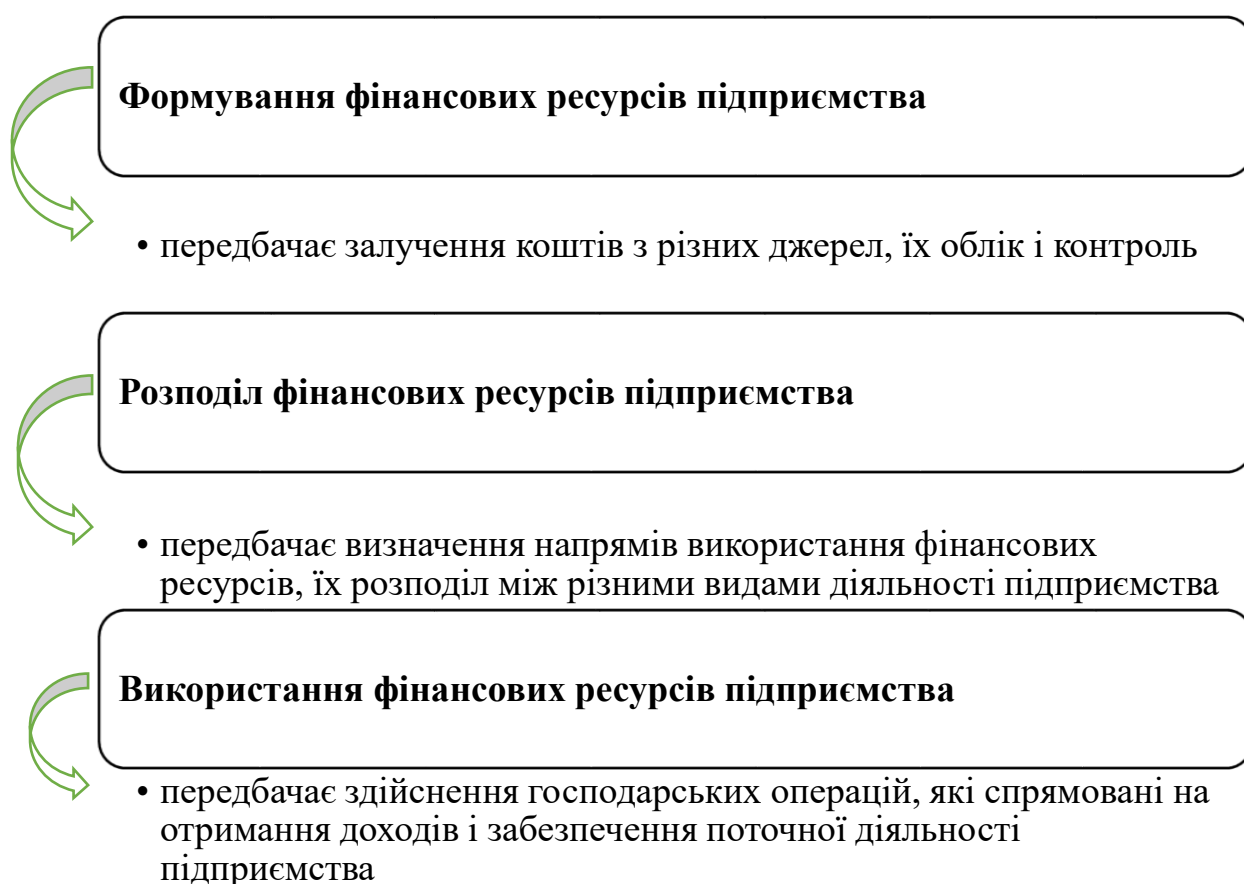 Формування фінансових ресурсів підприємства
• передбачає залучення коштів з різних джерел, їх облік і контроль
Розподіл фінансових ресурсів підприємства
• передбачає визначення напрямів використання фінансових
ресурсів, їх розподіл між різними видами діяльності підприємства
Використання фінансових ресурсів підприємства
• передбачає здійснення господарських операцій, які спрямовані на
отримання доходів і забезпечення поточної діяльності
підприємства